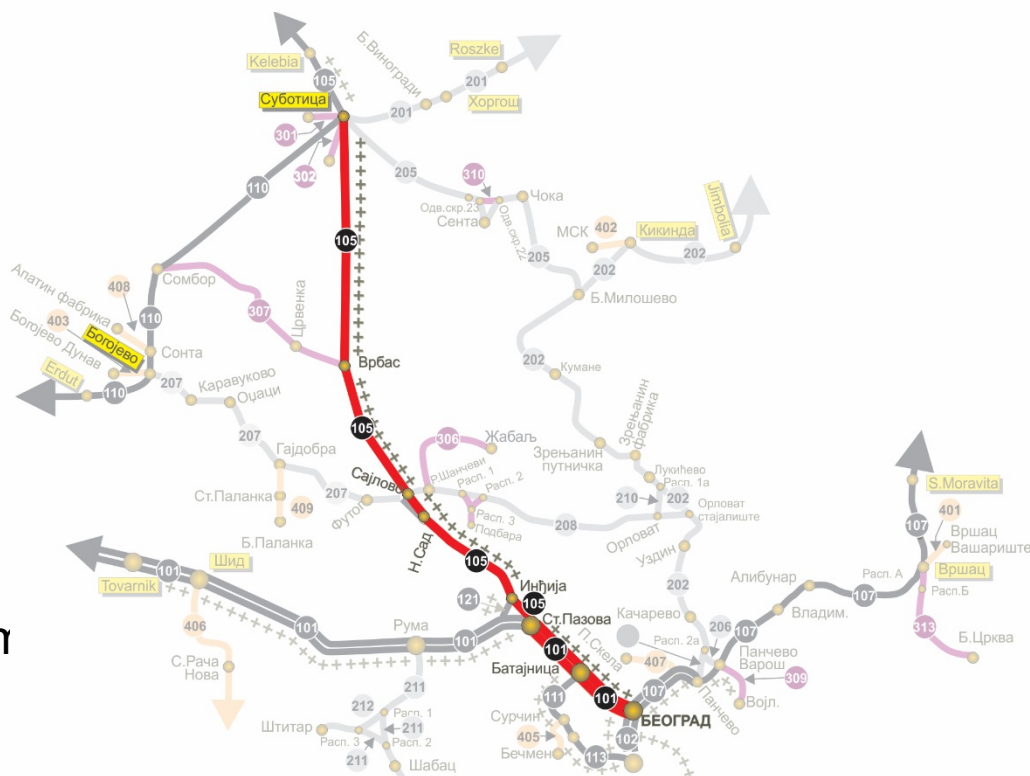 Kelebia
105
Б.Виногради
Roszke
201
Хоргош
201
Суботица
301
302
110
205
310
Чока
Одв.скр.23
Сента
Одв.скр.22
205
105
МСК
402
Кикинда
202
Jimbolia
202
Б.Милошево
Сомбор
Апатин фабрика
408
110
307
Црвенка
403
Богојево Дунав
Богојево
Сонта
Врбас
202
Кумане
Erdut
110
207
Каравуково
Оџаци
105
207
306
Жабаљ
Зрењанин
фабрика
Зрењанин
путничка
Гајдобра
Сајлово
Р.Шанчеви
Расп. 1
Расп. 2
Лукићево
Расп. 1а
S.Moravita
Ст.Паланка
409
207
Футог
Расп. 3
Подбара
210
202
Орловат
стајалиште
208
Орловат
107
401
Вршац
Вашариште
Б.Паланка
Н.Сад
Уздин
Шид
101
Tovarnik
105
202
Алибунар
107
Расп. А
Вршац
Расп.Б
Инђија
121
105
Качарево
Владим.
313
Б.Црква
406
101
Рума
101
Ст.Пазова
101
П.Скела
Расп. 2а
206
107
С.Рача
Нова
Батајница
407
Панчево
Варош
309
101
107
Панчево
Војл.
211
111
БЕОГРАД
Сурчин
102
212
Расп. 1
Штитар
211
405
Расп. 3
Расп. 2
Бечмен
113
211
Шабац